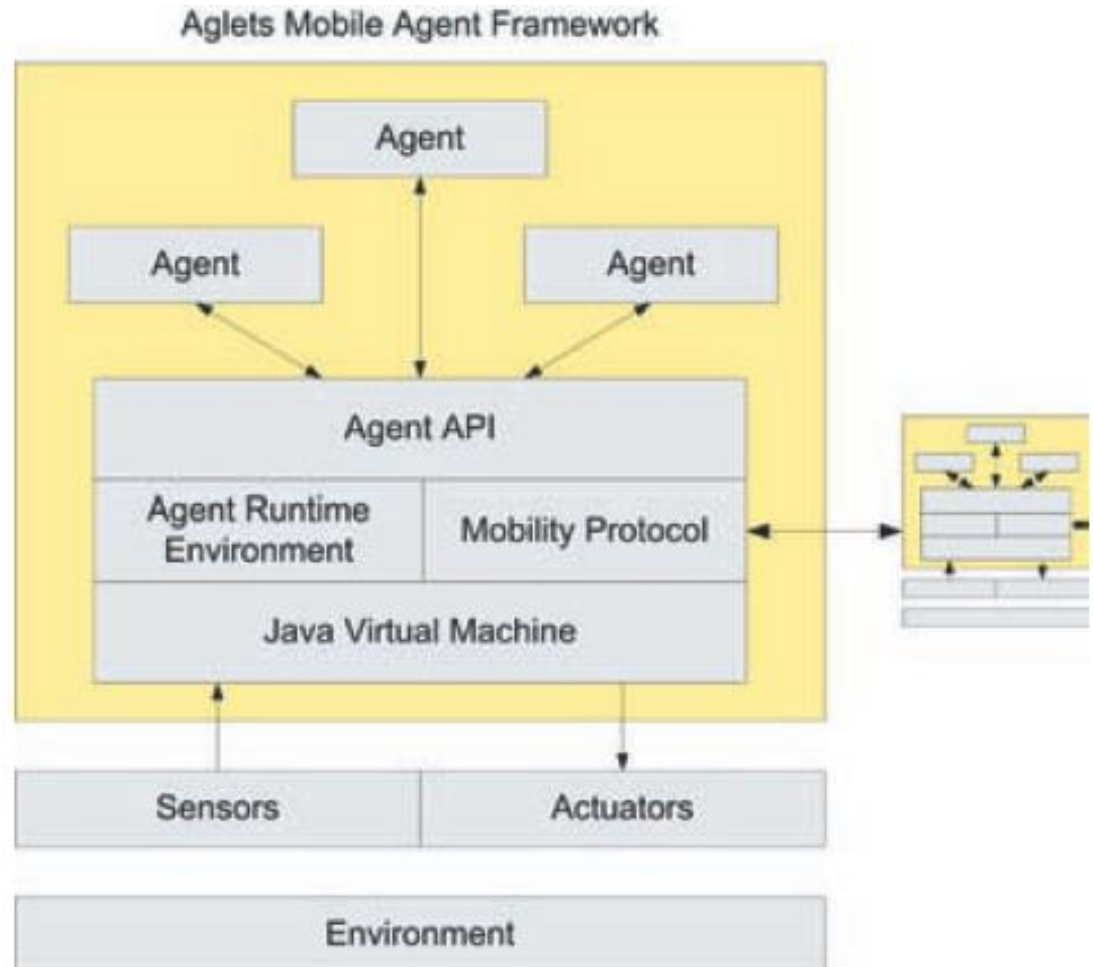 Aglets Mobile Agent Framework
Agent
Agent
Agent
Agent API
Agent Runtime
Environment
Mobility Protocol
Java Virtual Machine
Sensors
Actuators
Environment